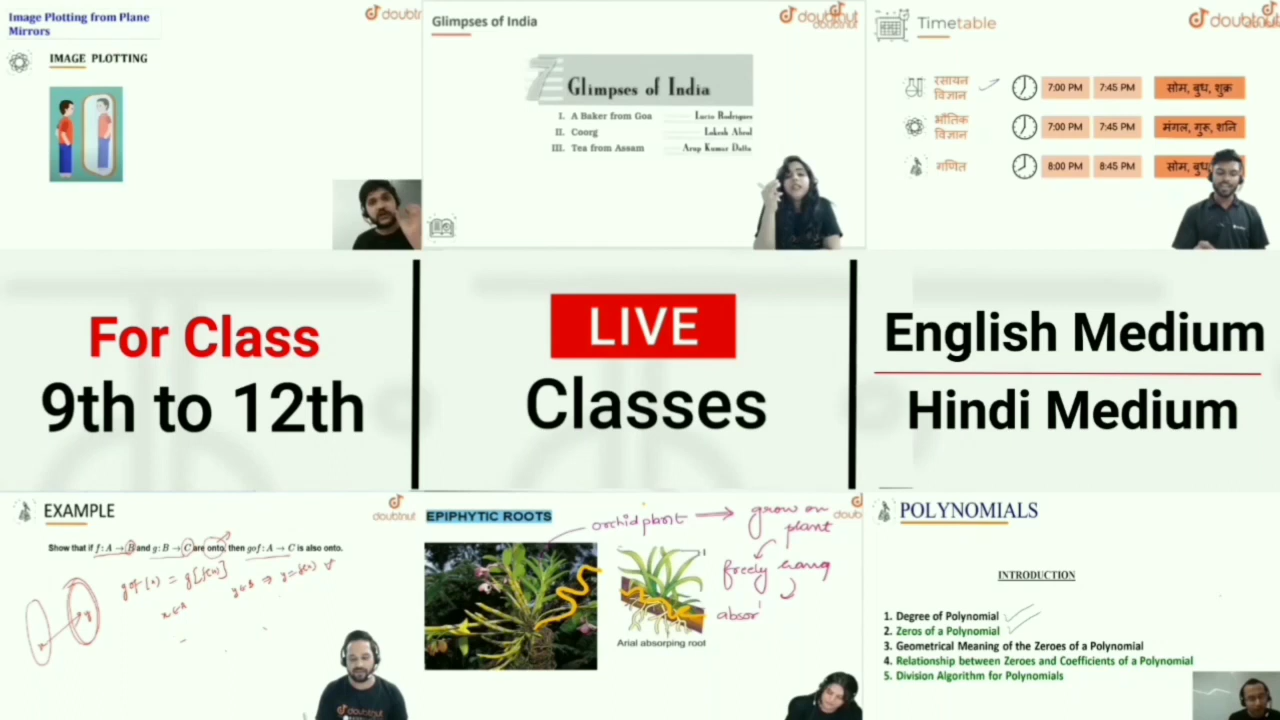 Image Plotting from Plane
Mirrors
IMAGE PLOTTING
Glimpses of India
doubtnut
7
Glimpses of India
I. A Baker from Goa Lucio Rodrigues
II. Coorg Lokesh Abrol
III. Tea from Assam Arup Kumar Datta
Timetable
doubtnut
रसायन
विज्ञान
7:00 PM 7:45 PM सोम, बुध, शुक्र
भौतिक
विज्ञान
7:00 PM 7:45 PM मंगल, गुरू, शनि
गणित 8:00 PM 8:45 PM सोम, बुध
For Class
9th to 12th
LIVE
Classes
English Medium
Hindi Medium
EXAMPLE
doubtnut
Show that if f : A → B and g : B → C are onto, then gof : A → C is also onto.
gof(x) = g[f(x)]
x ∈ A
y ∈ B ⇒ y = f(x)
doubtnut
EPIPHYTIC ROOTS
orchid plant → grow on
plant
freely hang
absor
Arial absorping root
POLYNOMIALS
INTRODUCTION
1. Degree of Polynomial
2. Zeros of a Polynomial
3. Geometrical Meaning of the Zeroes of a Polynomial
4. Relationship between Zeroes and Coefficients of a Polynomial
5. Division Algorithm for Polynomials